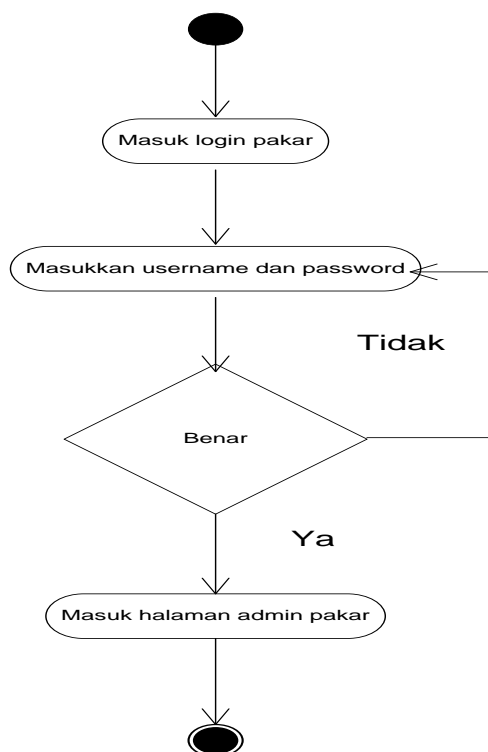 Masuk login pakar
Masukkan username dan password
Tidak
Benar
Ya
Masuk halaman admin pakar